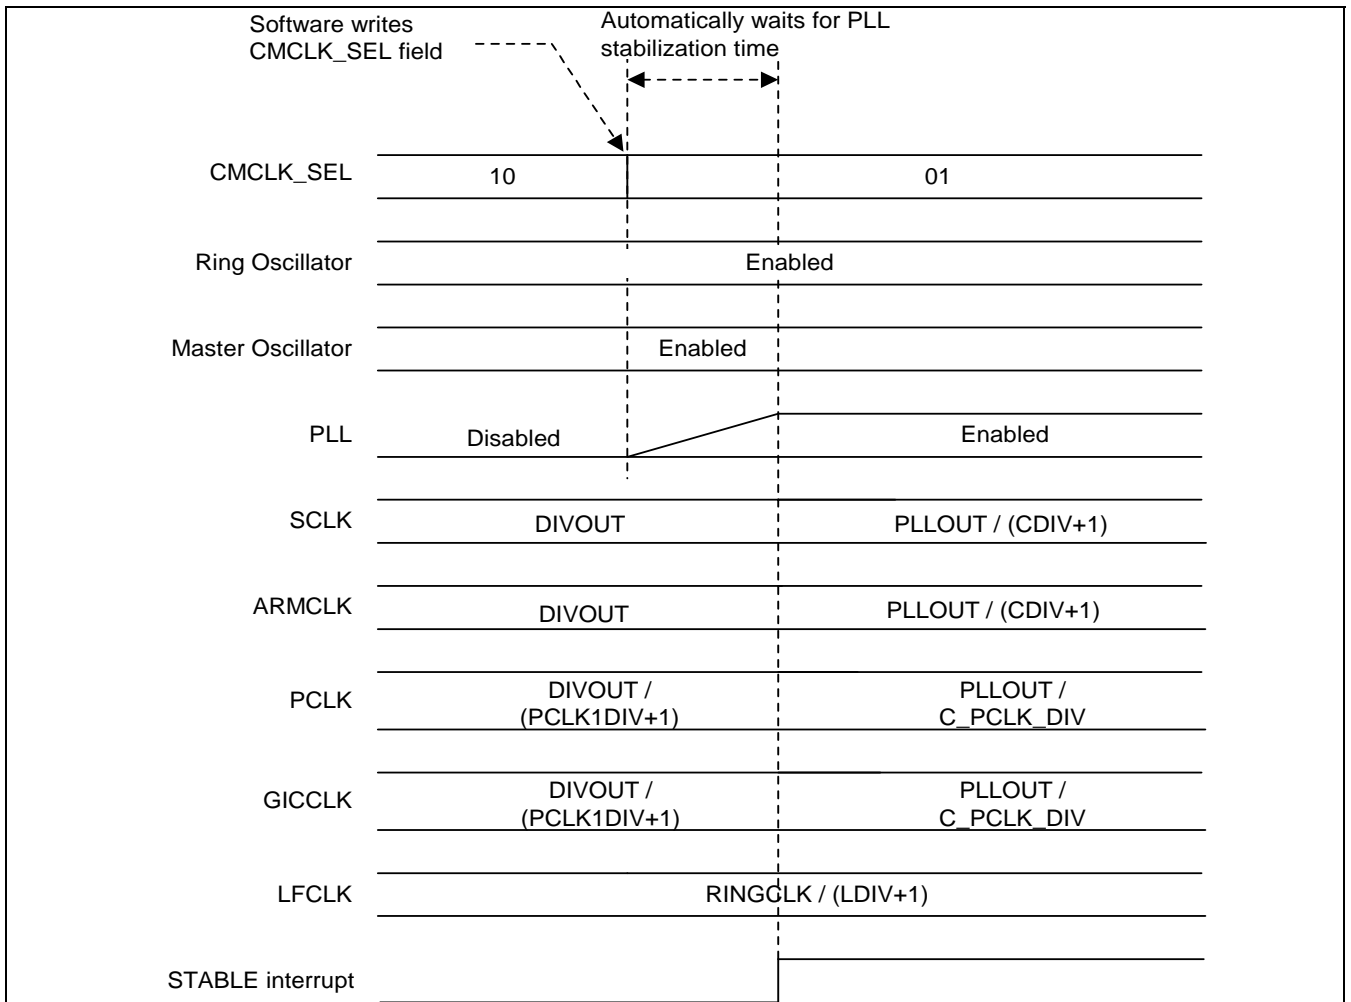 Software writes
CMCLK_SEL field
Automatically waits for PLL
stabilization time
CMCLK_SEL
10
01
Ring Oscillator
Enabled
Master Oscillator
Enabled
PLL
Disabled
Enabled
SCLK
DIVOUT
PLLOUT / (CDIV+1)
ARMCLK
DIVOUT
PLLOUT / (CDIV+1)
PCLK
DIVOUT /
(PCLK1DIV+1)
PLLOUT /
C_PCLK_DIV
GICCLK
DIVOUT /
(PCLK1DIV+1)
PLLOUT /
C_PCLK_DIV
LFCLK
RINGCLK / (LDIV+1)
STABLE interrupt